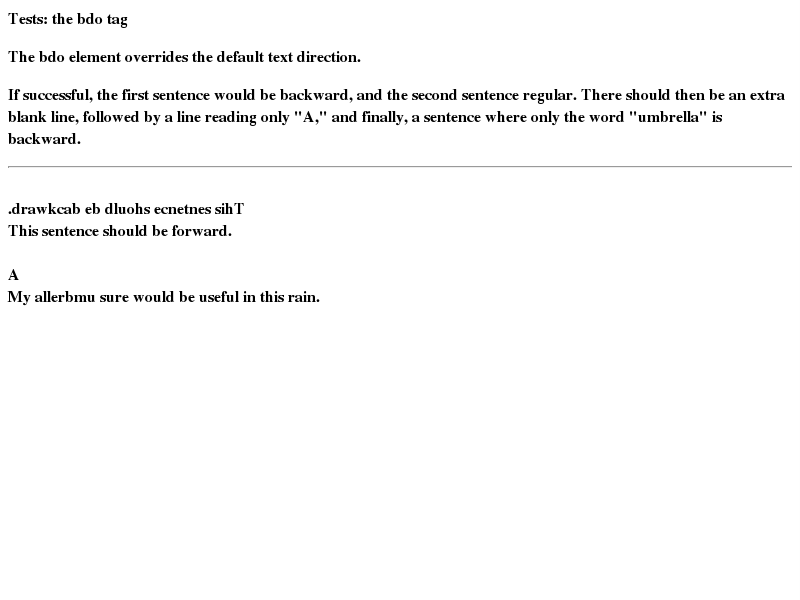 Tests: the bdo tag
The bdo element overrides the default text direction.
If successful, the first sentence would be backward, and the second sentence regular. There should then be an extra
blank line, followed by a line reading only "A," and finally, a sentence where only the word "umbrella" is
backward.
.drawkcab eb dluohs ecnetnes sihT
This sentence should be forward.
A
My allerbmu sure would be useful in this rain.